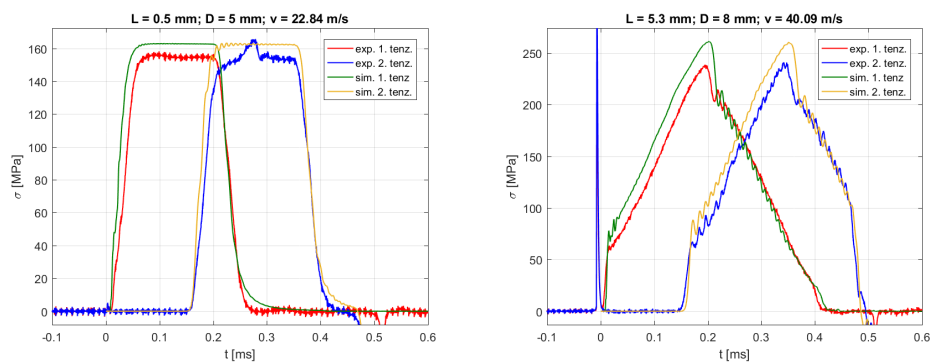 L = 0.5 mm; D = 5 mm; v = 22.84 m/s
160
140
120
100
80
60
40
20
0
σ [MPa]
-0.1 0 0.1 0.2 0.3 0.4 0.5 0.6
t [ms]
exp. 1. tenz.
exp. 2. tenz.
sim. 1. tenz
sim. 2. tenz.
L = 5.3 mm; D = 8 mm; v = 40.09 m/s
250
200
150
100
50
0
σ [MPa]
-0.1 0 0.1 0.2 0.3 0.4 0.5 0.6
t [ms]
exp. 1. tenz.
exp. 2. tenz.
sim. 1. tenz
sim. 2. tenz.